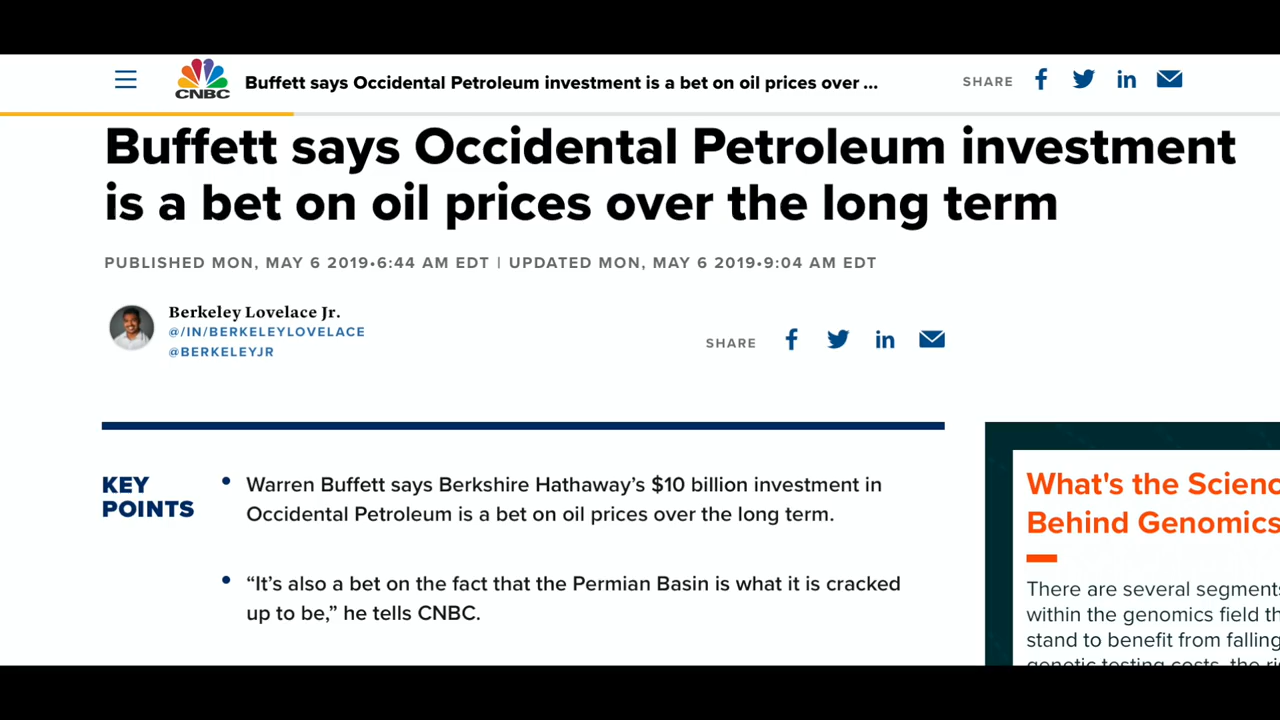 CNBC
Buffett says Occidental Petroleum investment is a bet on oil prices over ...
SHARE
Buffett says Occidental Petroleum investment
is a bet on oil prices over the long term
PUBLISHED MON, MAY 6 2019•6:44 AM EDT | UPDATED MON, MAY 6 2019•9:04 AM EDT
Berkeley Lovelace Jr.
@/IN/BERKELEYLOVELACE
@BERKELEYJR
SHARE
KEY
POINTS
• Warren Buffett says Berkshire Hathaway’s $10 billion investment in
Occidental Petroleum is a bet on oil prices over the long term.
• “It’s also a bet on the fact that the Permian Basin is what it is cracked
up to be,” he tells CNBC.
What's the Scienc
Behind Genomics
There are several segments
within the genomics field th
stand to benefit from falling
genetic testing costs, the ri